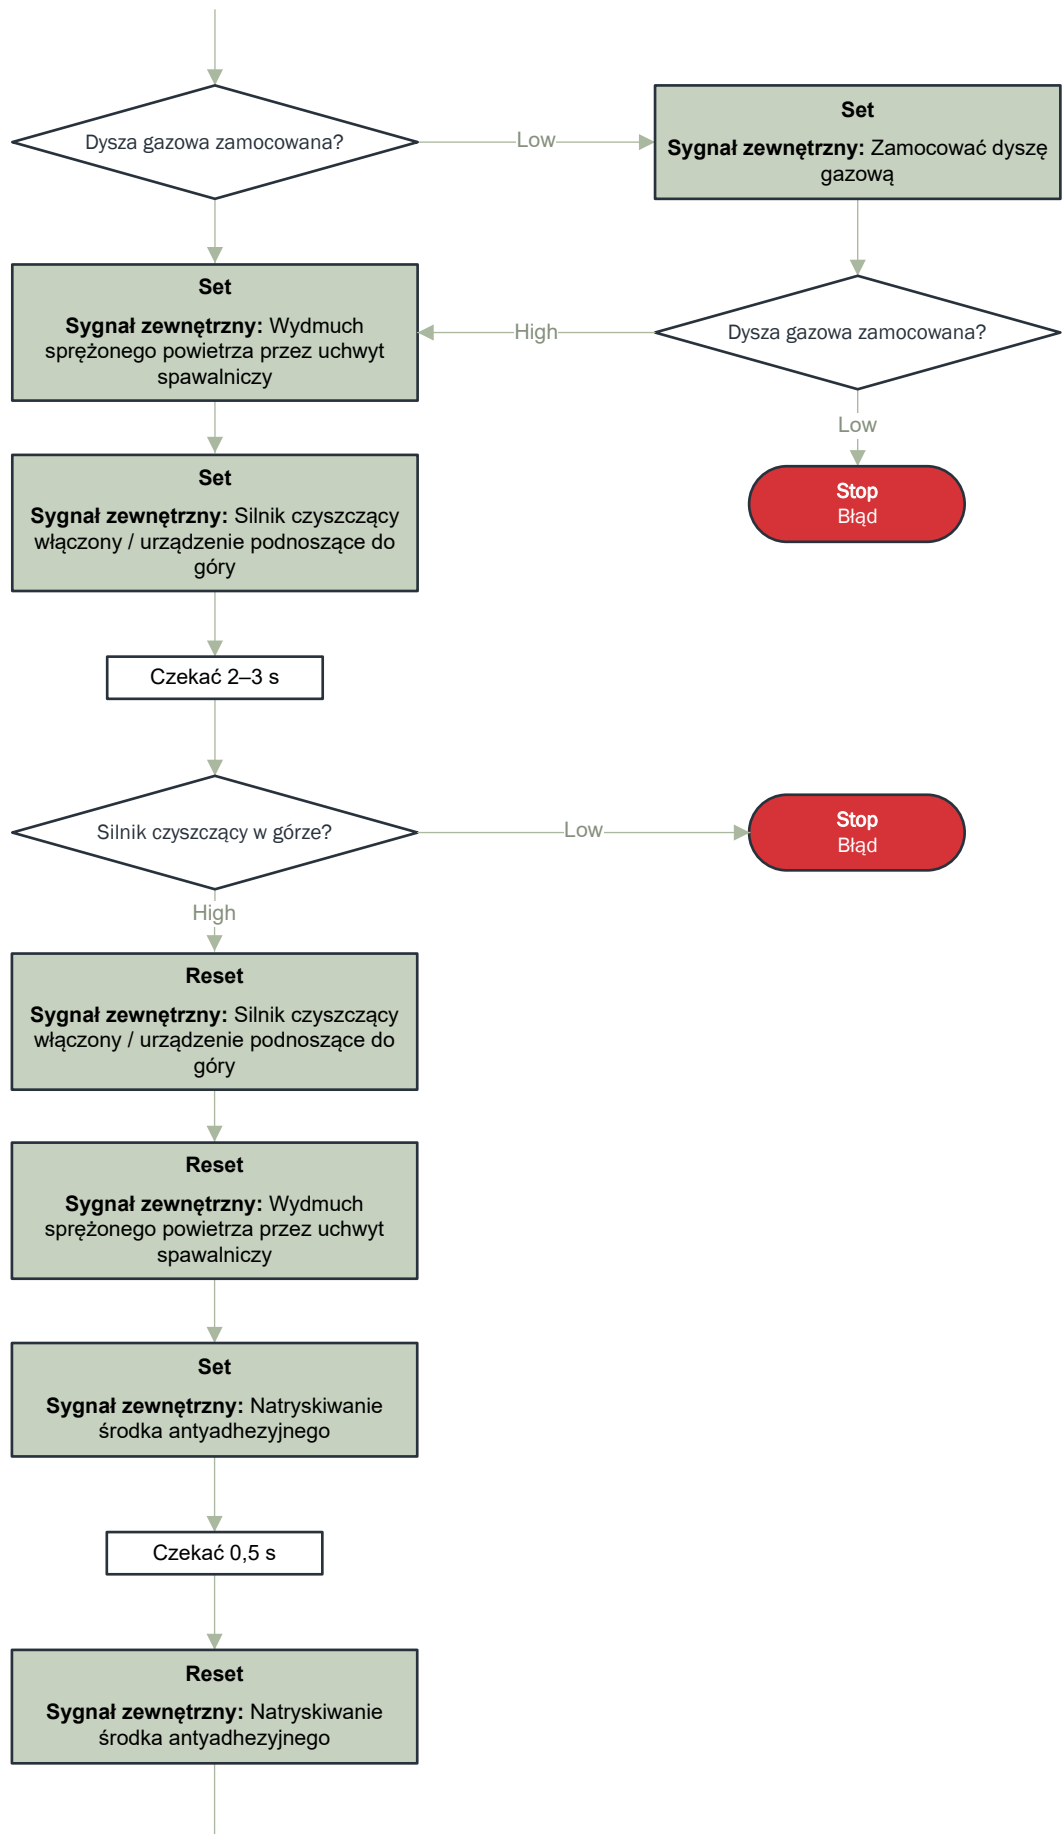 Dysza gazowa zamocowana?
Low
Set
Sygnał zewnętrzny: Zamocować dyszę
gazową
Set
Sygnał zewnętrzny: Wydmuch
sprężonego powietrza przez uchwyt
spawalniczy
High
Dysza gazowa zamocowana?
Low
Stop
Błąd
Set
Sygnał zewnętrzny: Silnik czyszczący
włączony / urządzenie podnoszące do
góry
Czekać 2–3 s
Silnik czyszczący w górze?
Low
Stop
Błąd
High
Reset
Sygnał zewnętrzny: Silnik czyszczący
włączony / urządzenie podnoszące do
góry
Reset
Sygnał zewnętrzny: Wydmuch
sprężonego powietrza przez uchwyt
spawalniczy
Set
Sygnał zewnętrzny: Natryskiwanie
środka antyadhezyjnego
Czekać 0,5 s
Reset
Sygnał zewnętrzny: Natryskiwanie
środka antyadhezyjnego